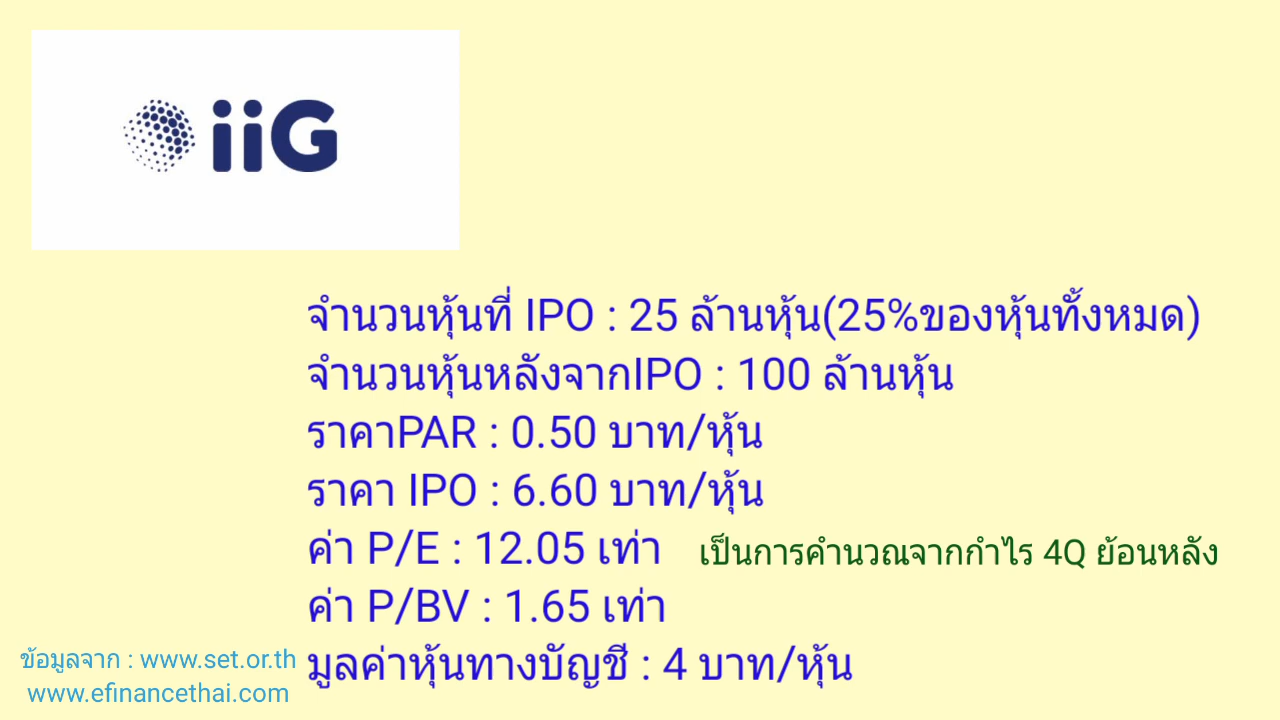 iiG
จำนวนหุ้นที่ IPO : 25 ล้านหุ้น(25%ของหุ้นทั้งหมด)
จำนวนหุ้นหลังจากIPO : 100 ล้านหุ้น
ราคาPAR : 0.50 บาท/หุ้น
ราคา IPO : 6.60 บาท/หุ้น
ค่า P/E : 12.05 เท่า เป็นการคำนวณจากกำไร 4Q ย้อนหลัง
ค่า P/BV : 1.65 เท่า
มูลค่าหุ้นทางบัญชี : 4 บาท/หุ้น
ข้อมูลจาก : www.set.or.th
www.efinancethai.com